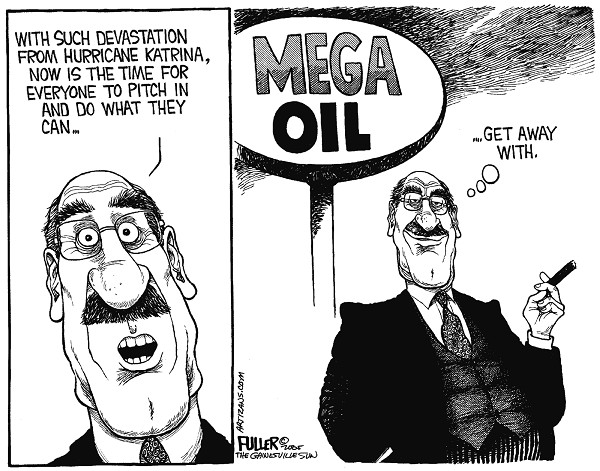 WITH SUCH DEVASTATION
FROM HURRICANE KATRINA,
NOW IS THE TIME FOR
EVERYONE TO PITCH IN
AND DO WHAT THEY
CAN...
MEGA
OIL
....GET AWAY
WITH.
ARTIZANS.COM
FULLER © 2005
THE GAINESVILLE SUN